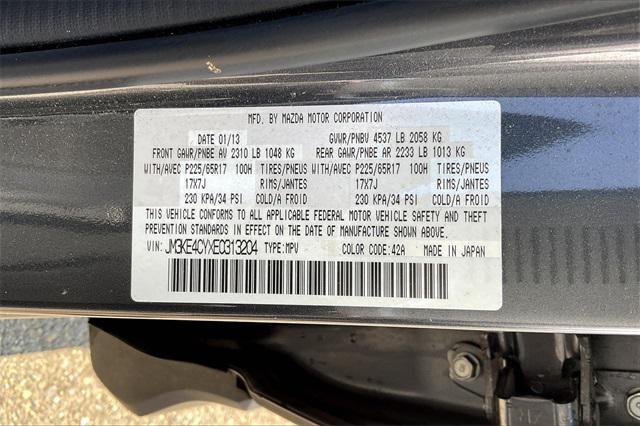 MFD. BY MAZDA MOTOR CORPORATION
DATE 01/13 GVWR/PNBV 4537 LB 2058 KG
FRONT GAWR/PNBE AV 2310 LB 1048 KG REAR GAWR/PNBE AR 2233 LB 1013 KG
WITH/AVEC P225/65R17 100H TIRES/PNEUS WITH/AVEC P225/65R17 100H TIRES/PNEUS
17X7J RIMS/JANTES 17X7J RIMS/JANTES
230 KPA/34 PSI COLD/A FROID 230 KPA/34 PSI COLD/A FROID
THIS VEHICLE CONFORMS TO ALL APPLICABLE FEDERAL MOTOR VEHICLE SAFETY AND THEFT
PREVENTION STANDARDS IN EFFECT ON THE DATE OF MANUFACTURE SHOWN ABOVE.
VIN: JM3KE4CYXE0313204 TYPE: MPV COLOR CODE: 42A MADE IN JAPAN